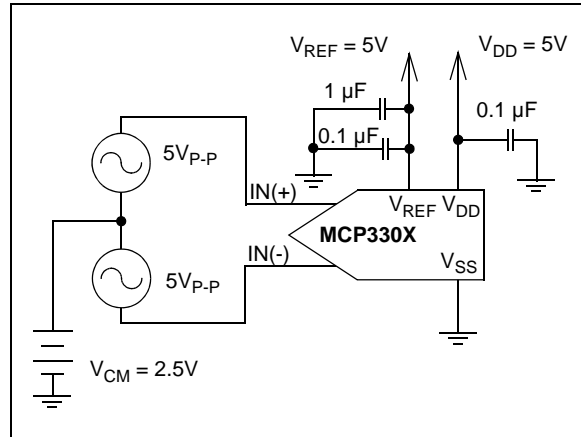 V_REF = 5V
V_DD = 5V
1 µF
0.1 µF
0.1 µF
5V_P-P
IN(+)
V_REF V_DD
MCP330X
V_SS
IN(-)
5V_P-P
V_CM = 2.5V